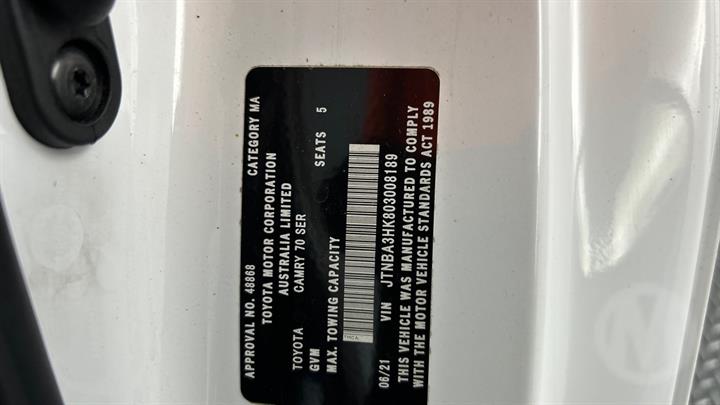 APPROVAL NO. 48868 CATEGORY MA
TOYOTA MOTOR CORPORATION
AUSTRALIA LIMITED
TOYOTA CAMRY 70 SER
GVM SEATS 5
MAX. TOWING CAPACITY
06/21 VIN JTNBA3HK803008189
THIS VEHICLE WAS MANUFACTURED TO COMPLY
WITH THE MOTOR VEHICLE STANDARDS ACT 1989